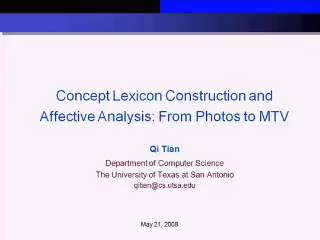 Concept Lexicon Construction and
Affective Analysis: From Photos to MTV
Qi Tian
Department of Computer Science
The University of Texas at San Antonio
qitian@cs.utsa.edu
May 21, 2008